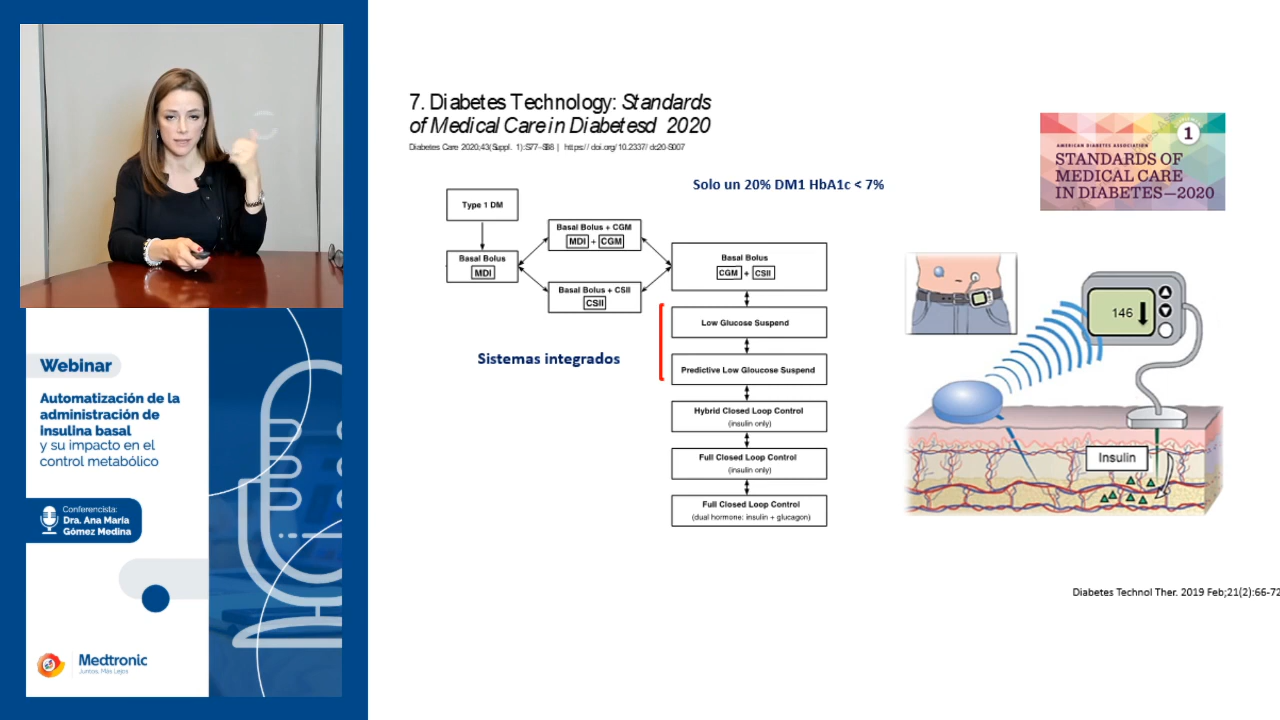 7. Diabetes Technology: Standards
of Medical Care in Diabetesd 2020
Diabetes Care 2020;43(Suppl. 1):S77–S88 | https://doi.org/10.2337/dc20-S007
1
AMERICAN DIABETES ASSOCIATION
STANDARDS OF
MEDICAL CARE
IN DIABETES—2020
Solo un 20% DM1 HbA1c < 7%
Type 1 DM
Basal Bolus
MDI
Basal Bolus + CGM
MDI + CGM
Basal Bolus + CSII
CSII
Basal Bolus
CGM + CSII
Low Glucose Suspend
Predictive Low Gloucose Suspend
Hybrid Closed Loop Control
(insulin only)
Full Closed Loop Control
(insulin only)
Full Closed Loop Control
(dual hormone: insulin + glucagon)
Sistemas integrados
146
Insulin
Diabetes Technol Ther. 2019 Feb;21(2):66-72
Webinar
Automatización de la
administración de
insulina basal
y su impacto en el
control metabólico
Conferencista:
Dra. Ana María
Gómez Medina
Medtronic
Juntos, Más Lejos